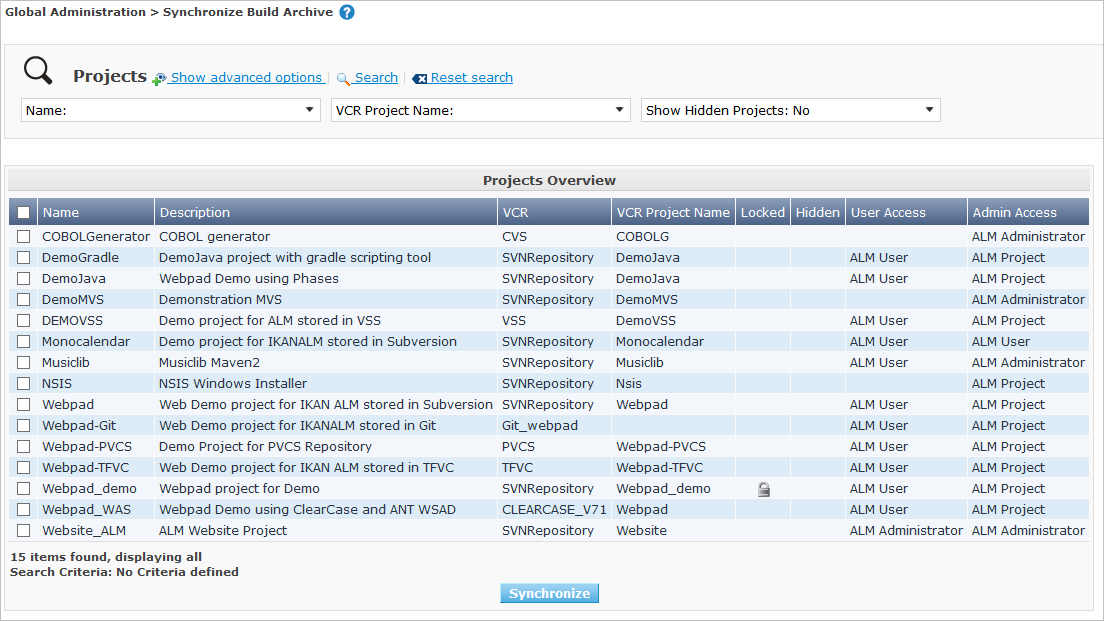 Global Administration > Synchronize Build Archive ?
Projects Show advanced options | Search | Reset search
Name: VCR Project Name: Show Hidden Projects: No
Projects Overview
Name Description VCR VCR Project Name Locked Hidden User Access Admin Access
COBOLGenerator COBOL generator CVS COBOLG ALM Administrator
DemoGradle DemoJava project with gradle scripting tool SVNRepository DemoJava ALM User ALM Project
DemoJava Webpad Demo using Phases SVNRepository DemoJava ALM User ALM Project
DemoMVS Demonstration MVS SVNRepository DemoMVS ALM Administrator
DEMOVSS Demo project for ALM stored in VSS VSS DemoVSS ALM User ALM Project
Monocalendar Demo project for IKANALM stored in Subversion SVNRepository Monocalendar ALM User ALM User
Musiclib Musiclib Maven2 SVNRepository Musiclib ALM User ALM Administrator
NSIS NSIS Windows Installer SVNRepository Nsis ALM Project
Webpad Web Demo project for IKAN ALM stored in Subversion SVNRepository Webpad ALM User ALM Project
Webpad-Git Web Demo project for IKANALM stored in Git Git_webpad ALM User ALM Project
Webpad-PVCS Demo Project for PVCS Repository PVCS Webpad-PVCS ALM User ALM Project
Webpad-TFVC Web Demo project for IKAN ALM stored in TFVC TFVC Webpad-TFVC ALM User ALM Project
Webpad_demo Webpad project for Demo SVNRepository Webpad_demo ALM User ALM Project
Webpad_WAS Webpad Demo using ClearCase and ANT WSAD CLEARCASE_V71 Webpad ALM User ALM Project
Website_ALM ALM Website Project SVNRepository Website ALM Administrator ALM Administrator
15 items found, displaying all
Search Criteria: No Criteria defined
Synchronize